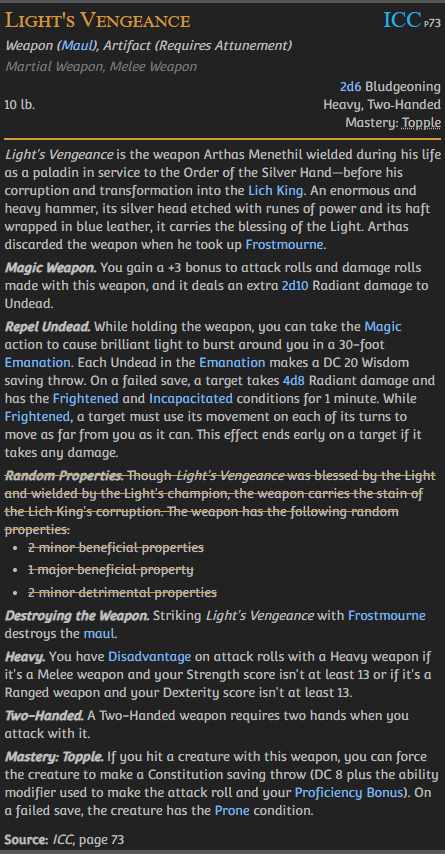 Light's Vengeance ICC p73
Weapon (Maul), Artifact (Requires Attunement)
Martial Weapon, Melee Weapon
2d6 Bludgeoning
10 lb. Heavy, Two-Handed
Mastery: Topple
Light's Vengeance is the weapon Arthas Menethil wielded during his life
as a paladin in service to the Order of the Silver Hand—before his
corruption and transformation into the Lich King. An enormous and
heavy hammer, its silver head etched with runes of power and its haft
wrapped in blue leather, it carries the blessing of the Light. Arthas
discarded the weapon when he took up Frostmourne.
Magic Weapon. You gain a +3 bonus to attack rolls and damage rolls
made with this weapon, and it deals an extra 2d10 Radiant damage to
Undead.
Repel Undead. While holding the weapon, you can take the Magic
action to cause brilliant light to burst around you in a 30-foot
Emanation. Each Undead in the Emanation makes a DC 20 Wisdom
saving throw. On a failed save, a target takes 4d8 Radiant damage and
has the Frightened and Incapacitated conditions for 1 minute. While
Frightened, a target must use its movement on each of its turns to
move as far from you as it can. This effect ends early on a target if it
takes any damage.
Random Properties. Though Light's Vengeance was blessed by the Light
and wielded by the Light's champion, the weapon carries the stain of
the Lich King's corruption. The weapon has the following random
properties:
• 2 minor beneficial properties
• 1 major beneficial property
• 2 minor detrimental properties
Destroying the Weapon. Striking Light's Vengeance with Frostmourne
destroys the maul.
Heavy. You have Disadvantage on attack rolls with a Heavy weapon if
it's a Melee weapon and your Strength score isn't at least 13 or if it's a
Ranged weapon and your Dexterity score isn't at least 13.
Two-Handed. A Two-Handed weapon requires two hands when you
attack with it.
Mastery: Topple. If you hit a creature with this weapon, you can force
the creature to make a Constitution saving throw (DC 8 plus the ability
modifier used to make the attack roll and your Proficiency Bonus). On
a failed save, the creature has the Prone condition.
Source: ICC, page 73